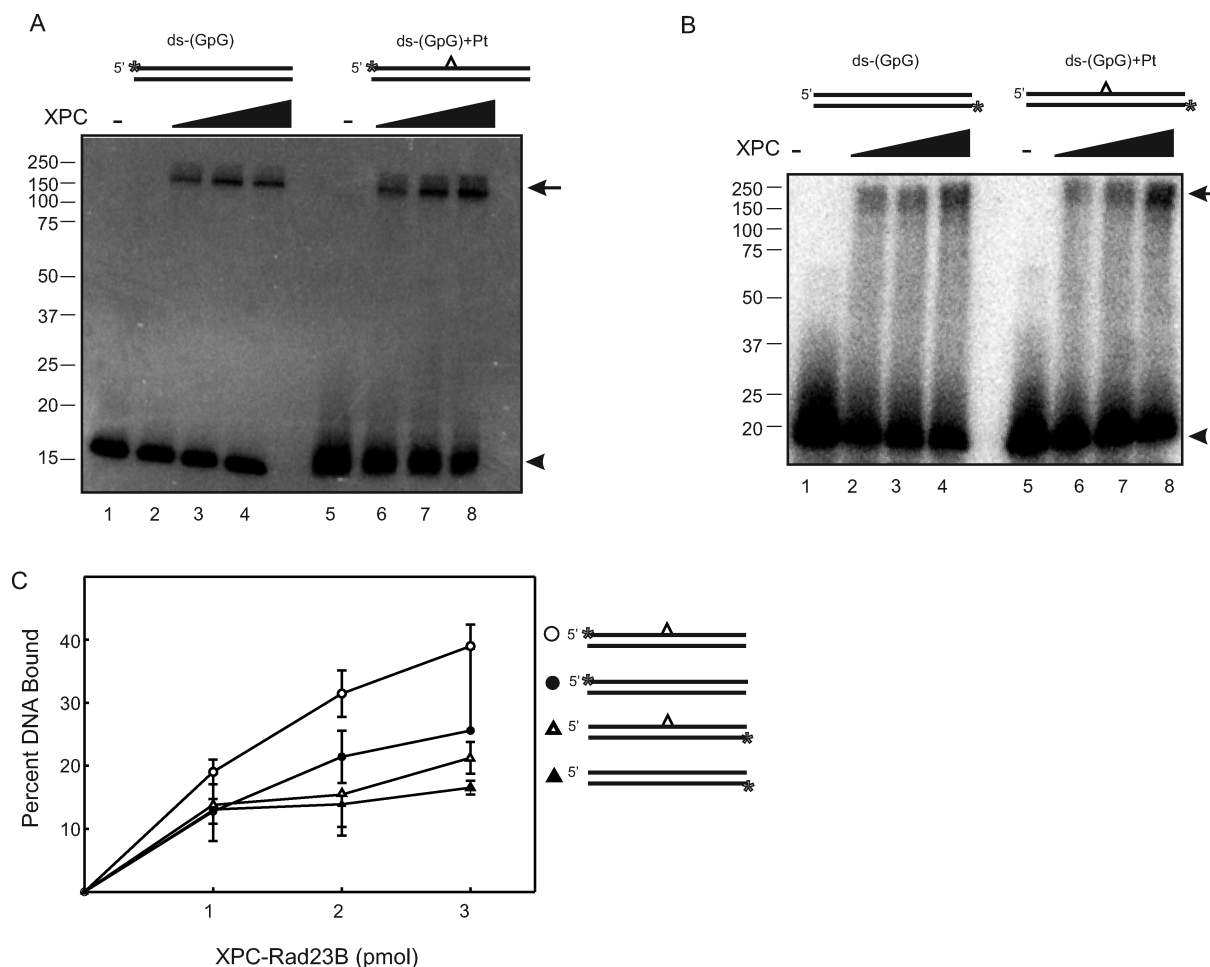 A
ds-(GpG)
ds-(GpG)+Pt
5’ *
5’ *
XPC
-
-
250
150
100
75
50
37
25
20
15
1 2 3 4 5 6 7 8
B
ds-(GpG)
ds-(GpG)+Pt
5’
*
5’
*
XPC
-
-
250
150
100
75
50
37
25
20
1 2 3 4 5 6 7 8
C
Percent DNA Bound
40
30
20
10
1 2 3
XPC-Rad23B (pmol)
5’ *
5’ *
5’
*
5’
*